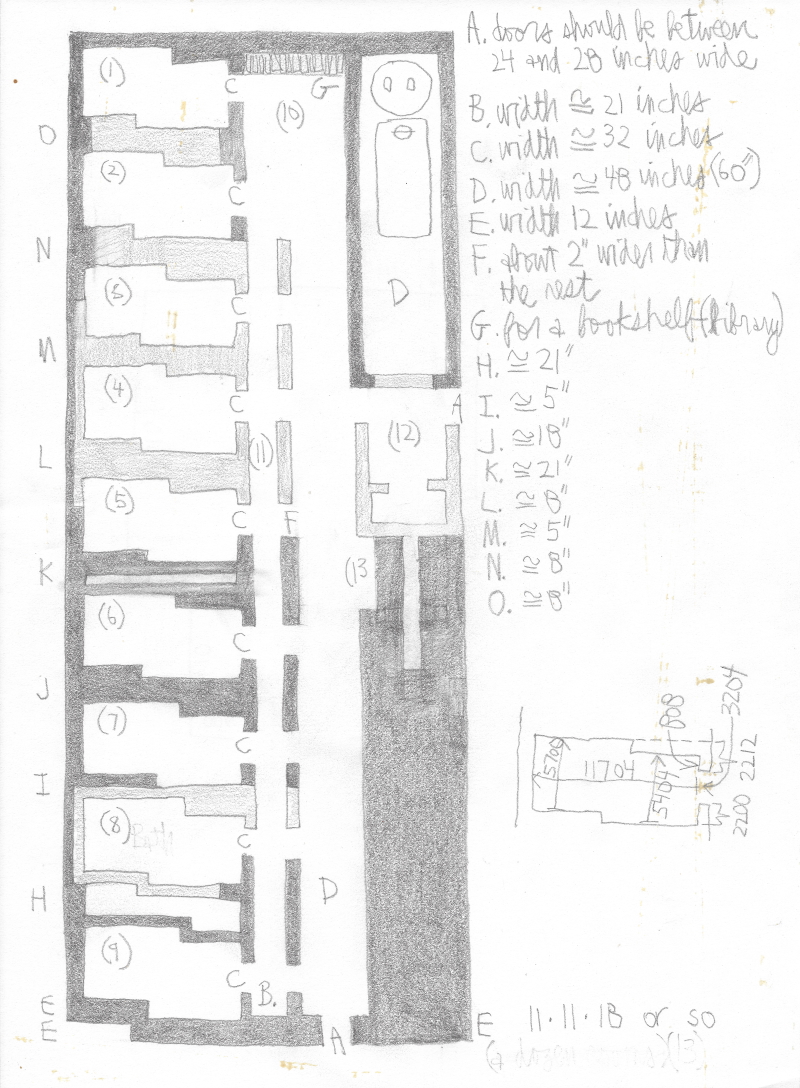 A. doors should be between
24 and 28 inches wide
B. width ≅ 21 inches
C. width ≅ 32 inches
D. width ≅ 48 inches (60")
E. width 12 inches
F. about 2" wider than
the rest
G. for a bookshelf (library)
H. ≅ 21"
I. ≅ 5"
J. ≅ 18"
K. ≅ 21"
L. ≅ 8"
M. ≅ 5"
N. ≅ 8"
O. ≅ 8"
(1)
C
G
(10)
O
(2)
C
N
(3)
C
D
M
(4)
C
A
(12)
L
(11)
(5)
C
F
K
(13
(6)
C
J
(7)
C
I
(8)
Bath
C
H
D
(9)
C
B.
E
E
A
E
5700
11704
5404
808
3204
2212
2200
11·11·18 or so